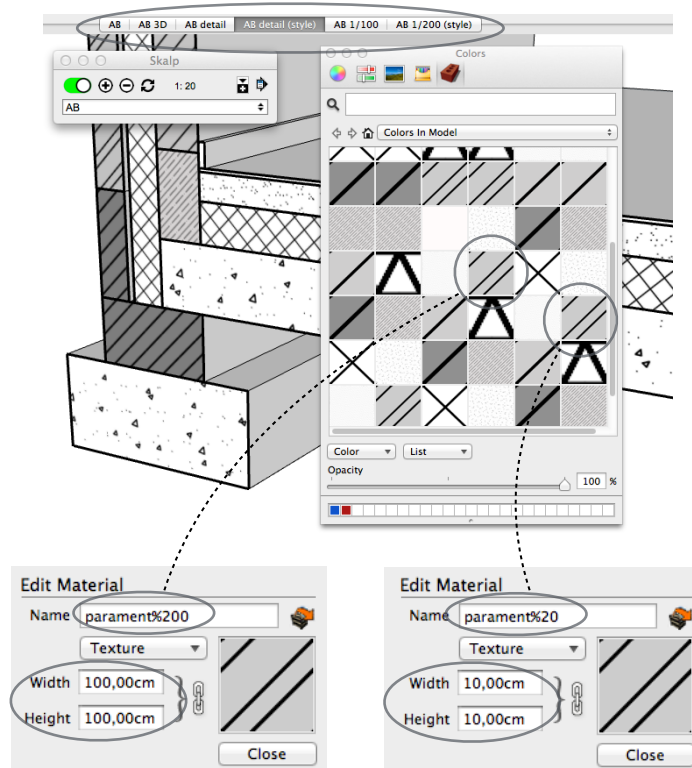 AB AB 3D AB detail AB detail (style) AB 1/100 AB 1/200 (style)
Skalp
1: 20
AB
Colors
Colors In Model
Color List
Opacity
100 %
Edit Material
Name parament%200
Texture
Width 100,00cm
Height 100,00cm
Close
Edit Material
Name parament%20
Texture
Width 10,00cm
Height 10,00cm
Close